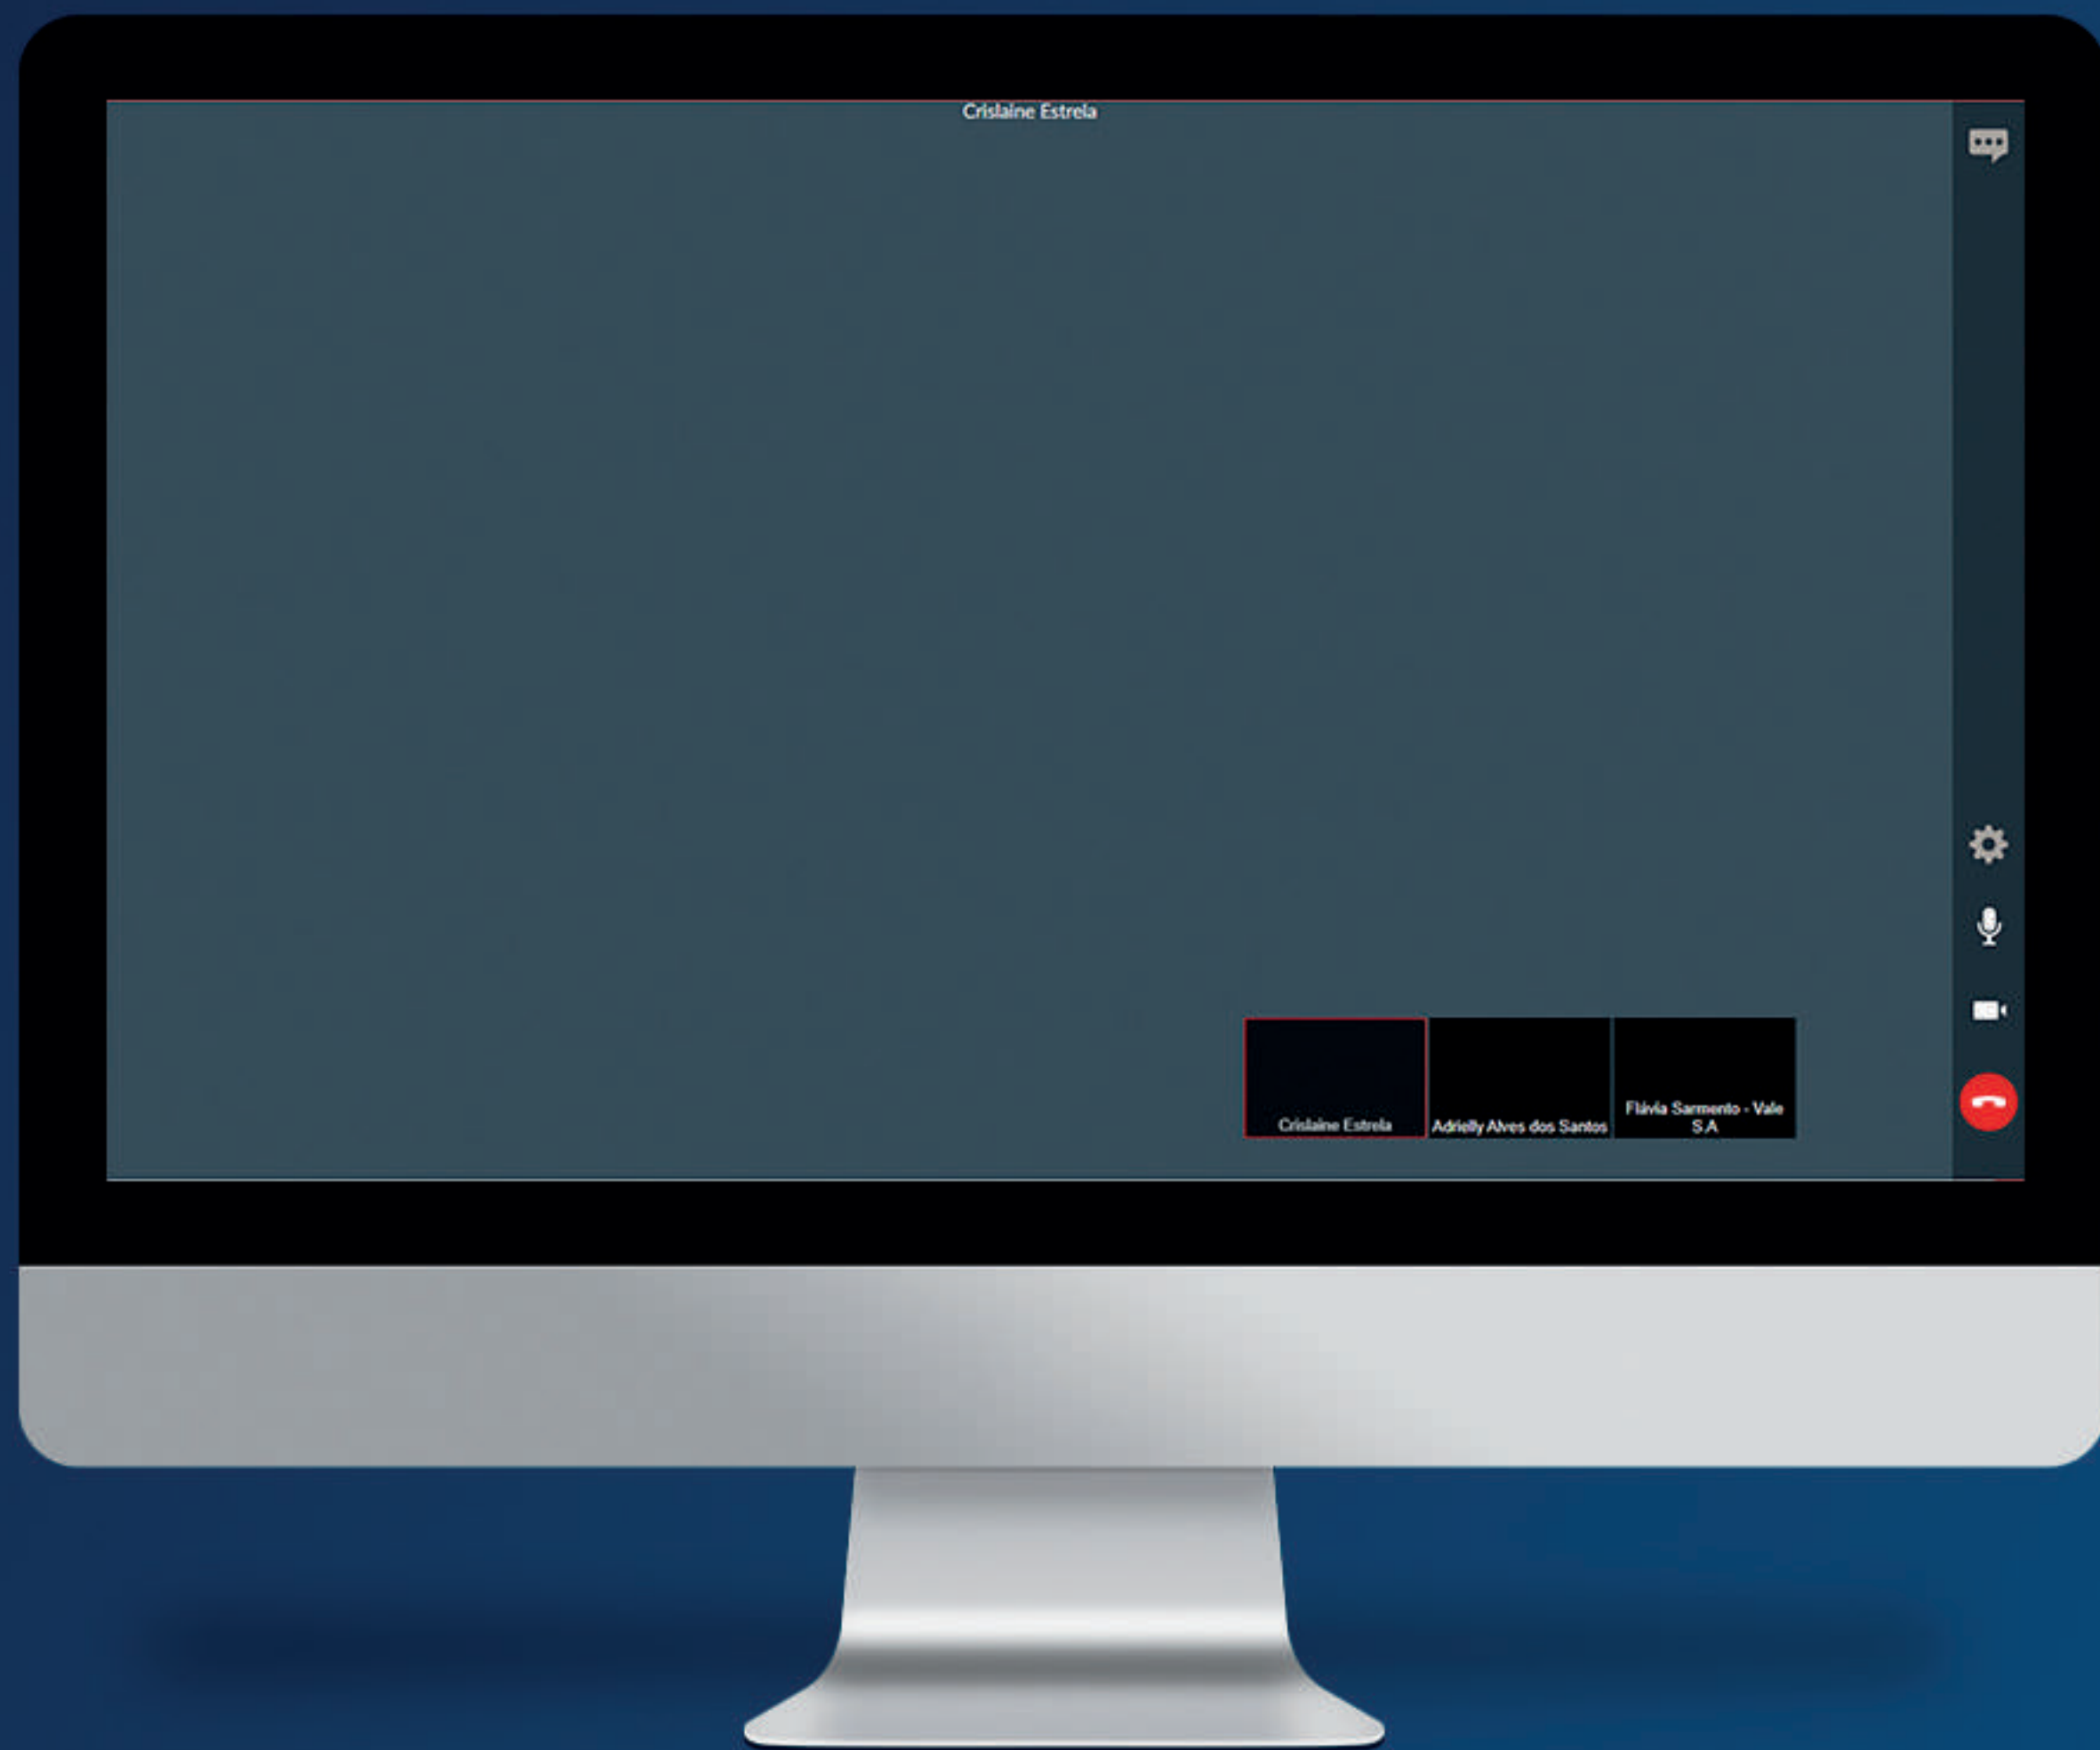 Crislaine Estrela
Crislaine Estrela
Adrielly Alves dos Santos
Flávia Sarmento - Vale
S.A